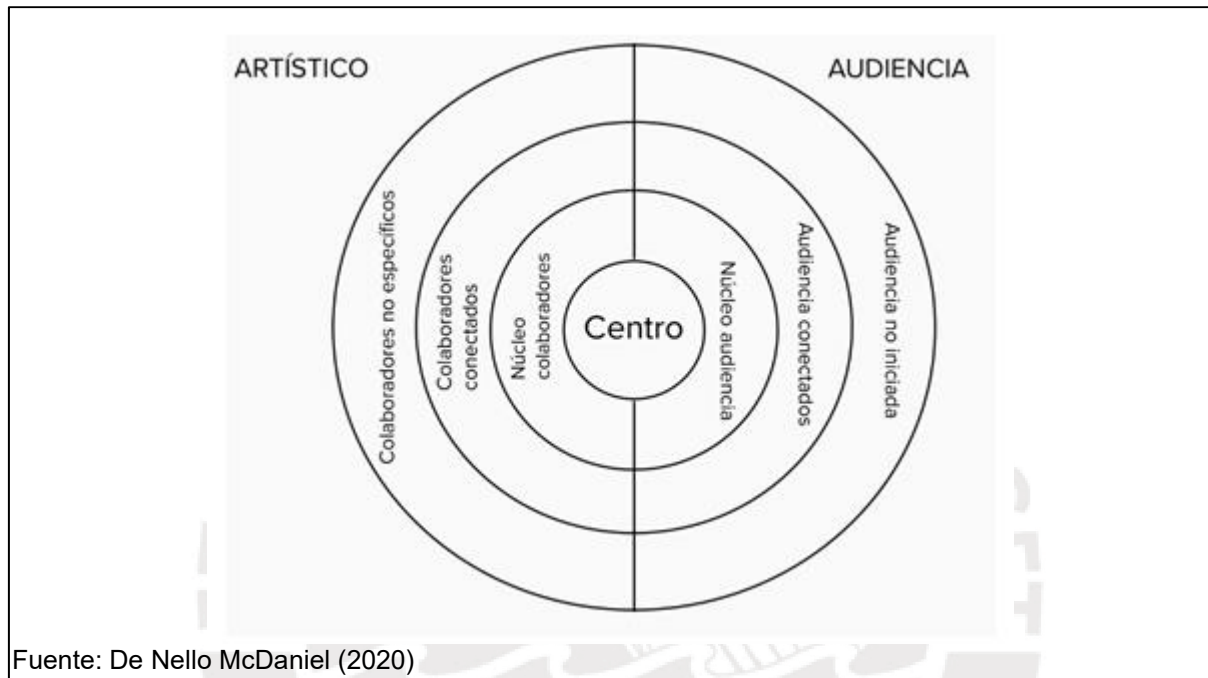 ARTÍSTICO
AUDIENCIA
Colaboradores no específicos
Colaboradores
conectados
Núcleo
colaboradores
Centro
Núcleo audiencia
Audiencia conectados
Audiencia no iniciada
Fuente: De Nello McDaniel (2020)